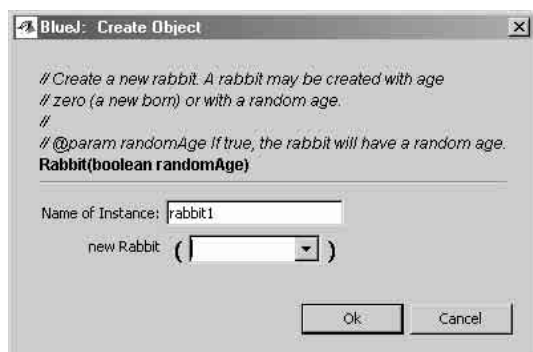 BlueJ: Create Object
// Create a new rabbit. A rabbit may be created with age
// zero (a new born) or with a random age.
//
// @param randomAge If true, the rabbit will have a random age.
Rabbit(boolean randomAge)
Name of Instance: rabbit1
new Rabbit ( )
Ok Cancel